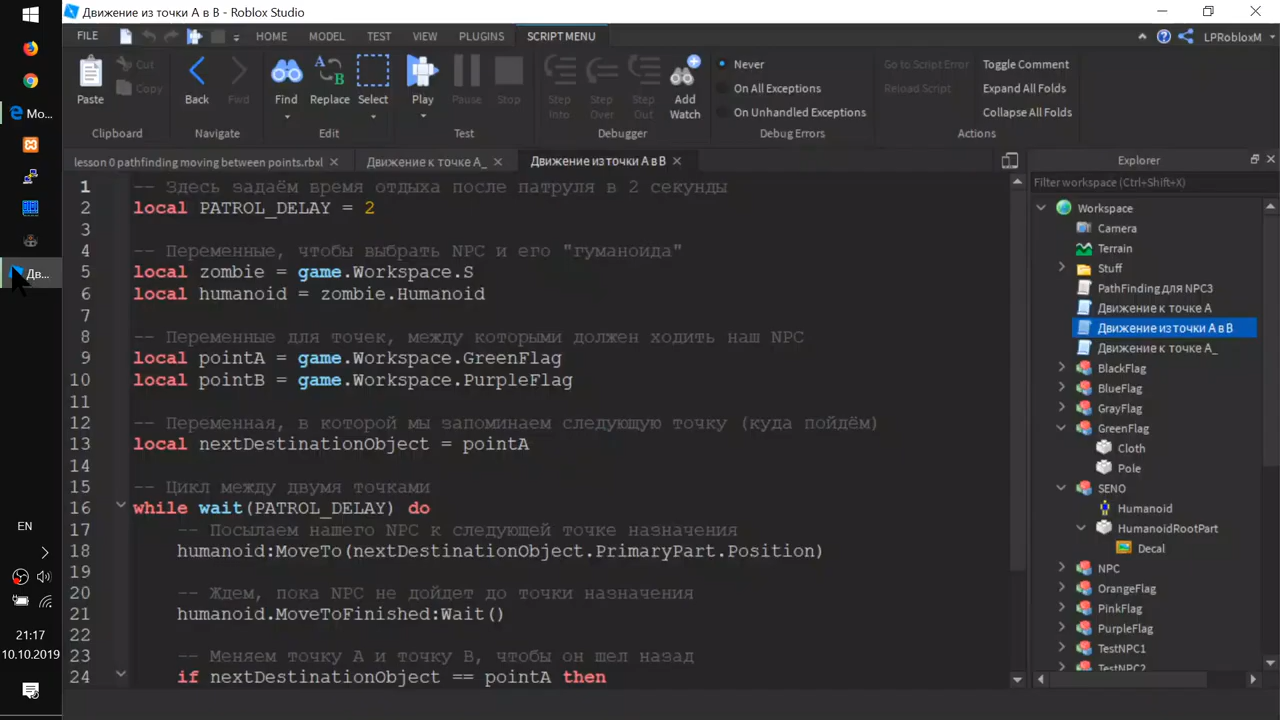 Движение из точки А в В - Roblox Studio
FILE HOME MODEL TEST VIEW PLUGINS SCRIPT MENU LPRobloxM
Paste Cut Copy Back Fwd Find Replace Select Play Pause Stop Step Into Step Over Step Out Add Watch
Never
On All Exceptions
On Unhandled Exceptions
Go to Script Error
Reload Script
Toggle Comment
Expand All Folds
Collapse All Folds
Clipboard Navigate Edit Test Debugger Debug Errors Actions
lesson 0 pathfinding moving between points.rbxl Движение к точке А_ Движение из точки А в В
1 -- Здесь задаём время отдыха после патруля в 2 секунды
2 local PATROL_DELAY = 2
3
4 -- Переменные, чтобы выбрать NPC и его "гуманоида"
5 local zombie = game.Workspace.S
6 local humanoid = zombie.Humanoid
7
8 -- Переменные для точек, между которыми должен ходить наш NPC
9 local pointA = game.Workspace.GreenFlag
10 local pointB = game.Workspace.PurpleFlag
11
12 -- Переменная, в которой мы запоминаем следующую точку (куда пойдём)
13 local nextDestinationObject = pointA
14
15 -- Цикл между двумя точками
16 while wait(PATROL_DELAY) do
17 -- Посылаем нашего NPC к следующей точке назначения
18 humanoid:MoveTo(nextDestinationObject.PrimaryPart.Position)
19
20 -- Ждем, пока NPC не дойдет до точки назначения
21 humanoid.MoveToFinished:Wait()
22
23 -- Меняем точку А и точку В, чтобы он шел назад
24 if nextDestinationObject == pointA then
Explorer
Filter workspace (Ctrl+Shift+X)
Workspace
Camera
Terrain
Stuff
PathFinding для NPC3
Движение к точке А
Движение из точки А в В
Движение к точке А_
BlackFlag
BlueFlag
GrayFlag
GreenFlag
Cloth
Pole
SENO
Humanoid
HumanoidRootPart
Decal
NPC
OrangeFlag
PinkFlag
PurpleFlag
TestNPC1
TestNPC2
Mo...
Дв...
EN
21:17
10.10.2019